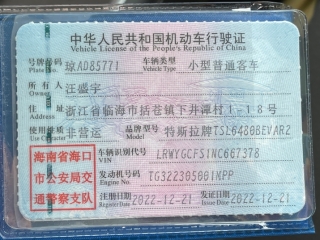 中华人民共和国机动车行驶证
Vehicle License of the People's Republic of China
号牌号码 琼AD85771 车辆类型 小型普通客车
Plate No. Vehicle Type
所有人 汪盛宇
Owner
住址 浙江省临海市括苍镇下井潭村1-18号
Address
使用性质 非营运 品牌型号 特斯拉牌TSL6480BEVAR2
Use Character Model
海南省海口 车辆识别代号 LRWYGCFS1NC667378
VIN
市公安局交 发动机号码 TG322305001KPP
Engine No.
通警察支队 注册日期 2022-12-21 发证日期 2022-12-21
Register Date Issue Date